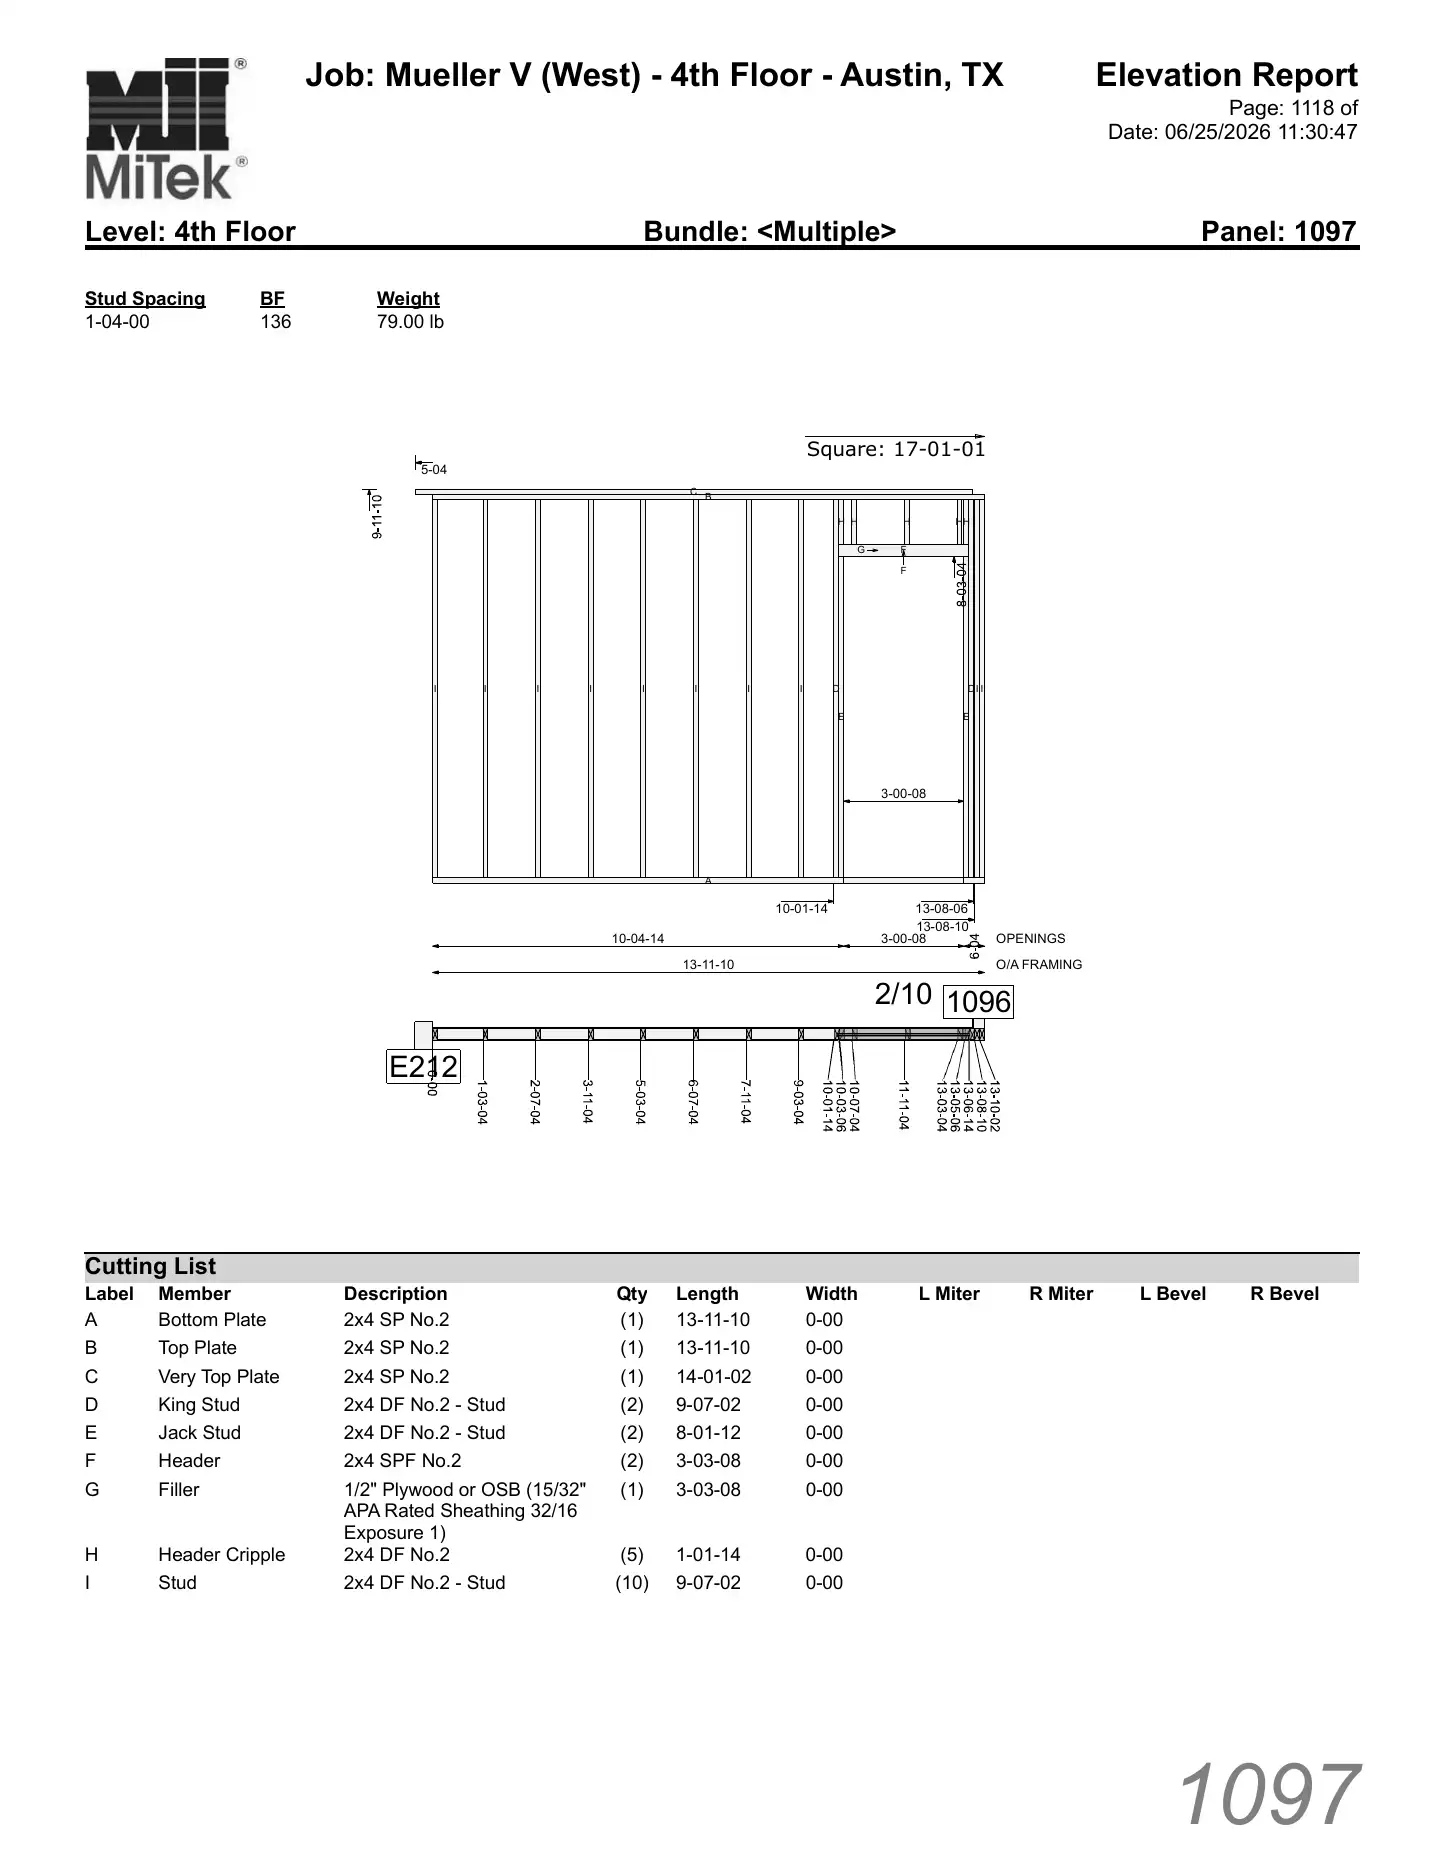 MiTek®
Job: Mueller V (West) - 4th Floor - Austin, TX
Elevation Report
Page: 1118 of
Date: 06/25/2026 11:30:47
Level: 4th Floor
Bundle: <Multiple>
Panel: 1097
Stud Spacing BF Weight
1-04-00 136 79.00 lb
Square: 17-01-01
5-04
9-11-10
C
B
G
F
F
8-03-04
I I I I I I I I D D I I
E E
3-00-08
A
10-01-14 13-08-06
13-08-10
10-04-14 3-00-08 6-04 OPENINGS
13-11-10 O/A FRAMING
2/10 1096
E212
1-03-04 2-07-04 3-11-04 5-03-04 6-07-04 7-11-04 9-03-04 10-01-14 10-03-06 10-07-04 11-11-04 13-03-04 13-05-06 13-06-14 13-08-10 13-10-02
Cutting List
Label Member Description Qty Length Width L Miter R Miter L Bevel R Bevel
A Bottom Plate 2x4 SP No.2 (1) 13-11-10 0-00
B Top Plate 2x4 SP No.2 (1) 13-11-10 0-00
C Very Top Plate 2x4 SP No.2 (1) 14-01-02 0-00
D King Stud 2x4 DF No.2 - Stud (2) 9-07-02 0-00
E Jack Stud 2x4 DF No.2 - Stud (2) 8-01-12 0-00
F Header 2x4 SPF No.2 (2) 3-03-08 0-00
G Filler 1/2" Plywood or OSB (15/32" (1) 3-03-08 0-00
APA Rated Sheathing 32/16
Exposure 1)
H Header Cripple 2x4 DF No.2 (5) 1-01-14 0-00
I Stud 2x4 DF No.2 - Stud (10) 9-07-02 0-00
1097